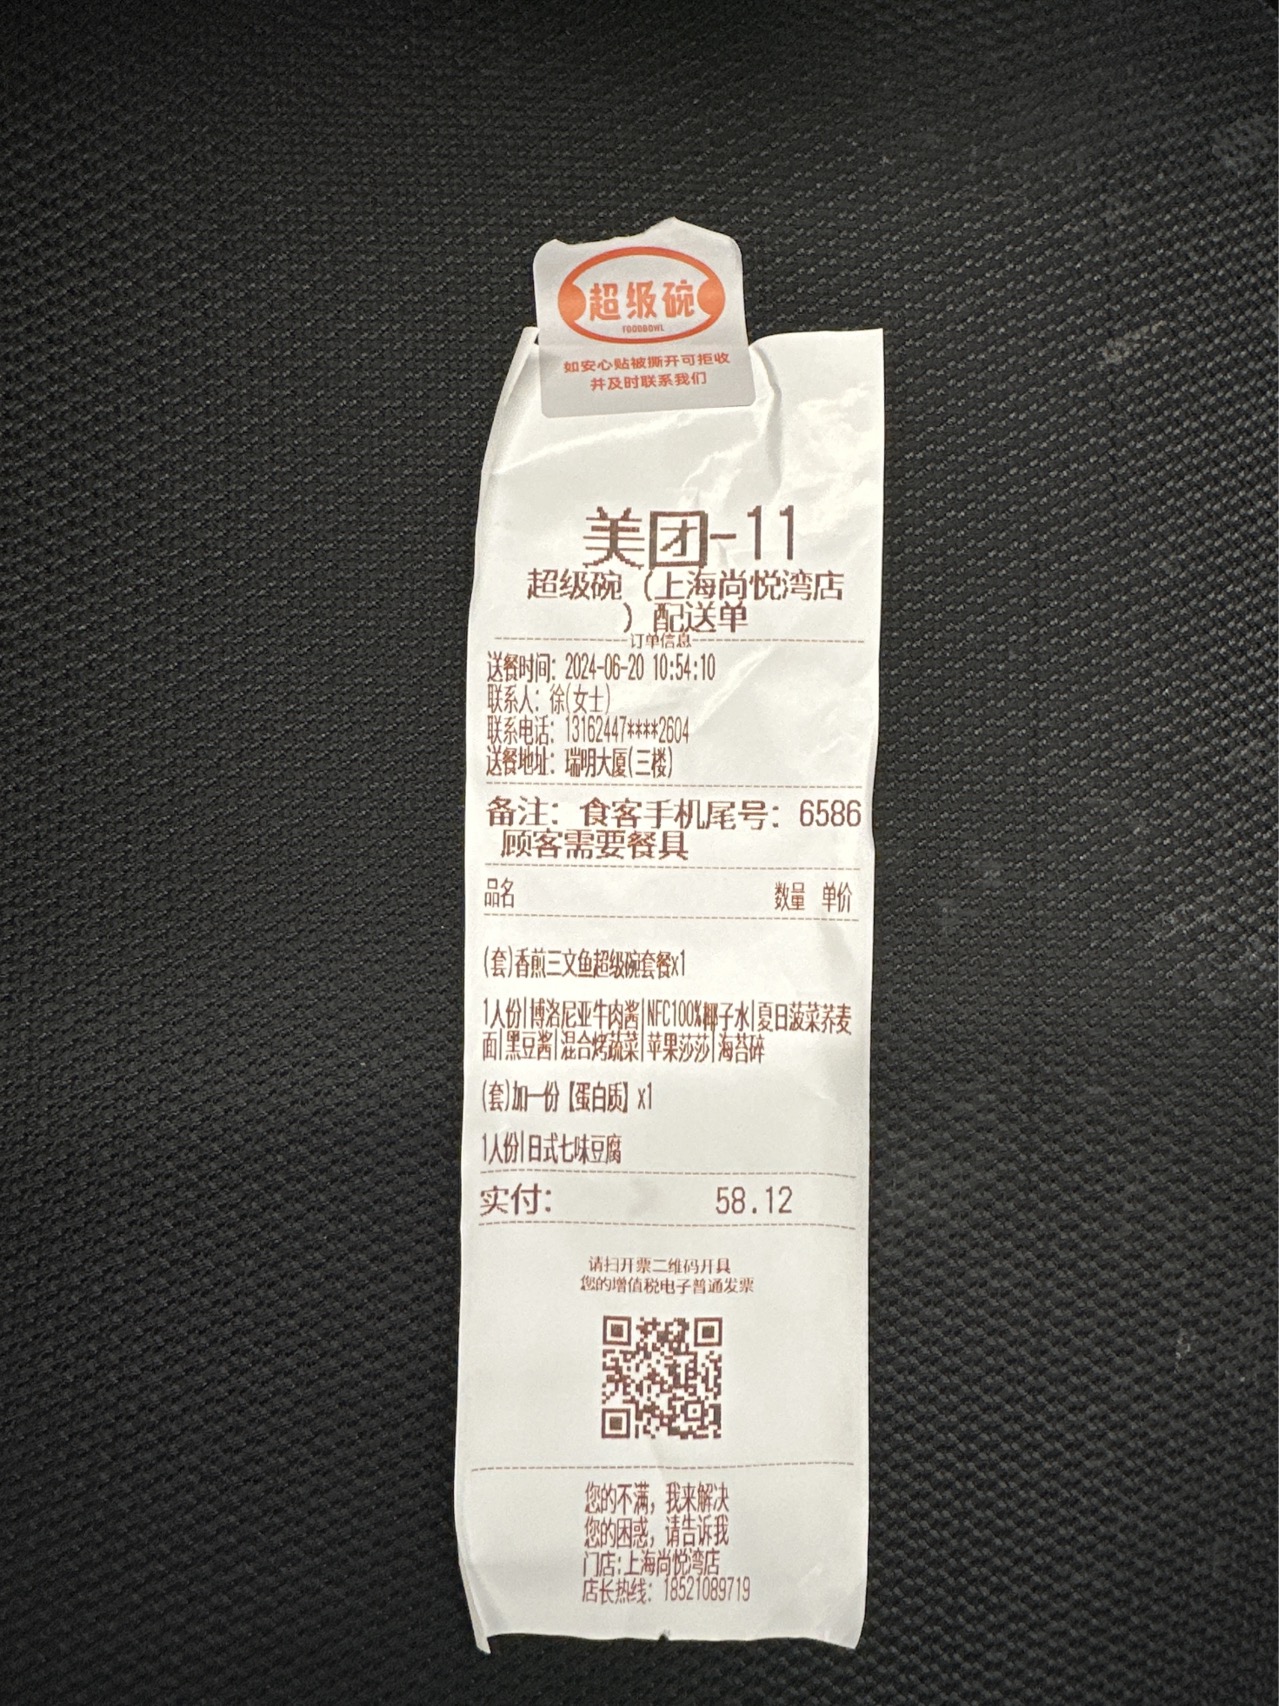 超级碗
FOODBOWL
如安心贴被撕开可拒收
并及时联系我们
美团-11
超级碗（上海尚悦湾店
）配送单
订单信息
送餐时间：2024-06-20 10:54:10
联系人：徐(女士)
联系电话：13162447****2604
送餐地址：瑞明大厦(三楼)
备注：食客手机尾号：6586
顾客需要餐具
品名 数量 单价
(套)香煎三文鱼超级碗套餐x1
1人份|博洛尼亚牛肉酱|NFC100%椰子水|夏日菠菜荞麦
面|黑豆酱|混合烤蔬菜|苹果莎莎|海苔碎
(套)加一份【蛋白质】x1
1人份|日式七味豆腐
实付： 58.12
请扫开票二维码开具
您的增值税电子普通发票
您的不满，我来解决
您的困惑，请告诉我
门店:上海尚悦湾店
店长热线：18521089719